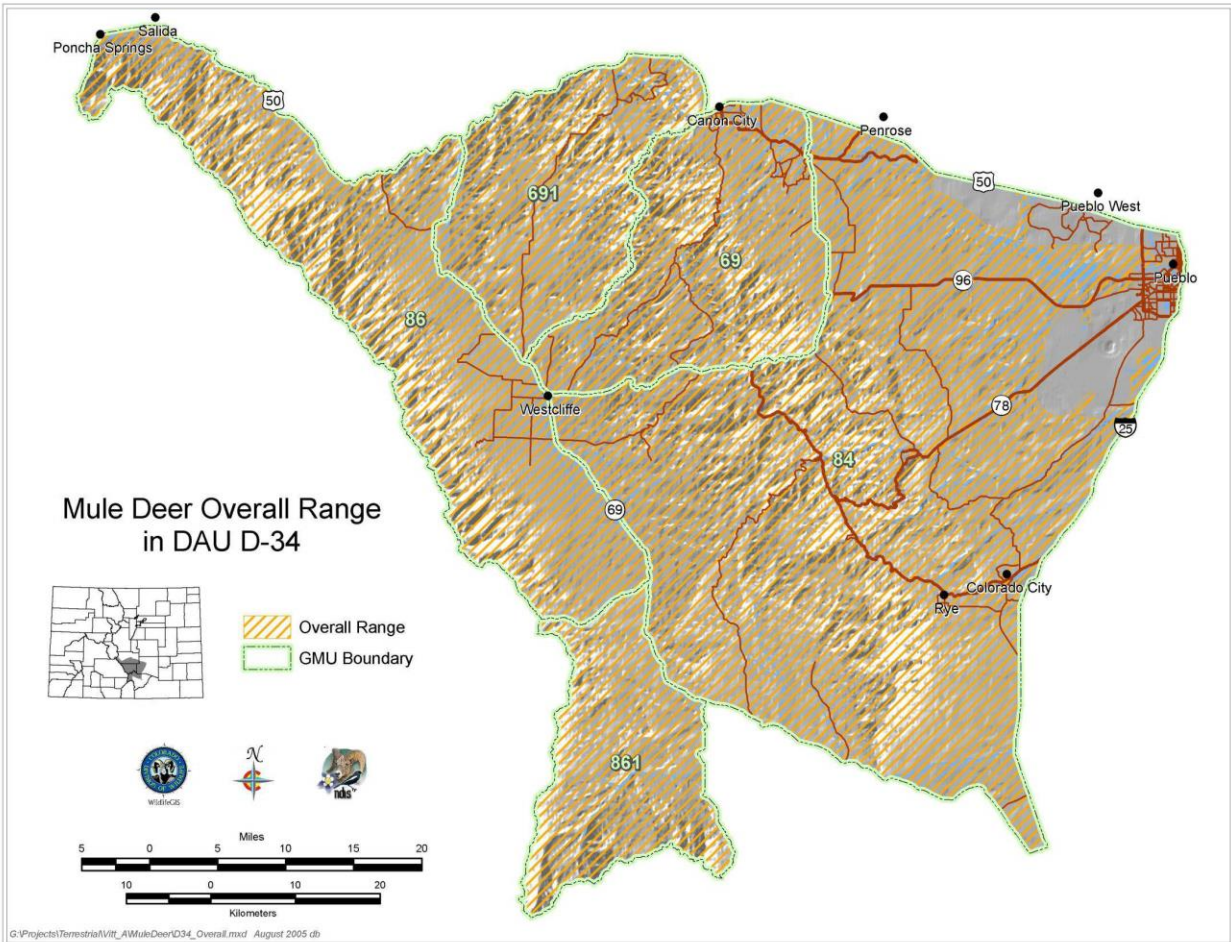 Salida
Poncha Springs
50
Canon City
Penrose
50
691
Pueblo West
69
Pueblo
96
86
Westcliffe
78
25
84
Mule Deer Overall Range
in DAU D-34
69
Colorado City
Rye
Overall Range
GMU Boundary
861
N
WildlifeGIS
ndis
Miles
5 0 5 10 15 20
10 0 10 20
Kilometers
G:\Projects\Terrestrial\Vitt_A\MuleDeer\D34_Overall.mxd August 2005 db